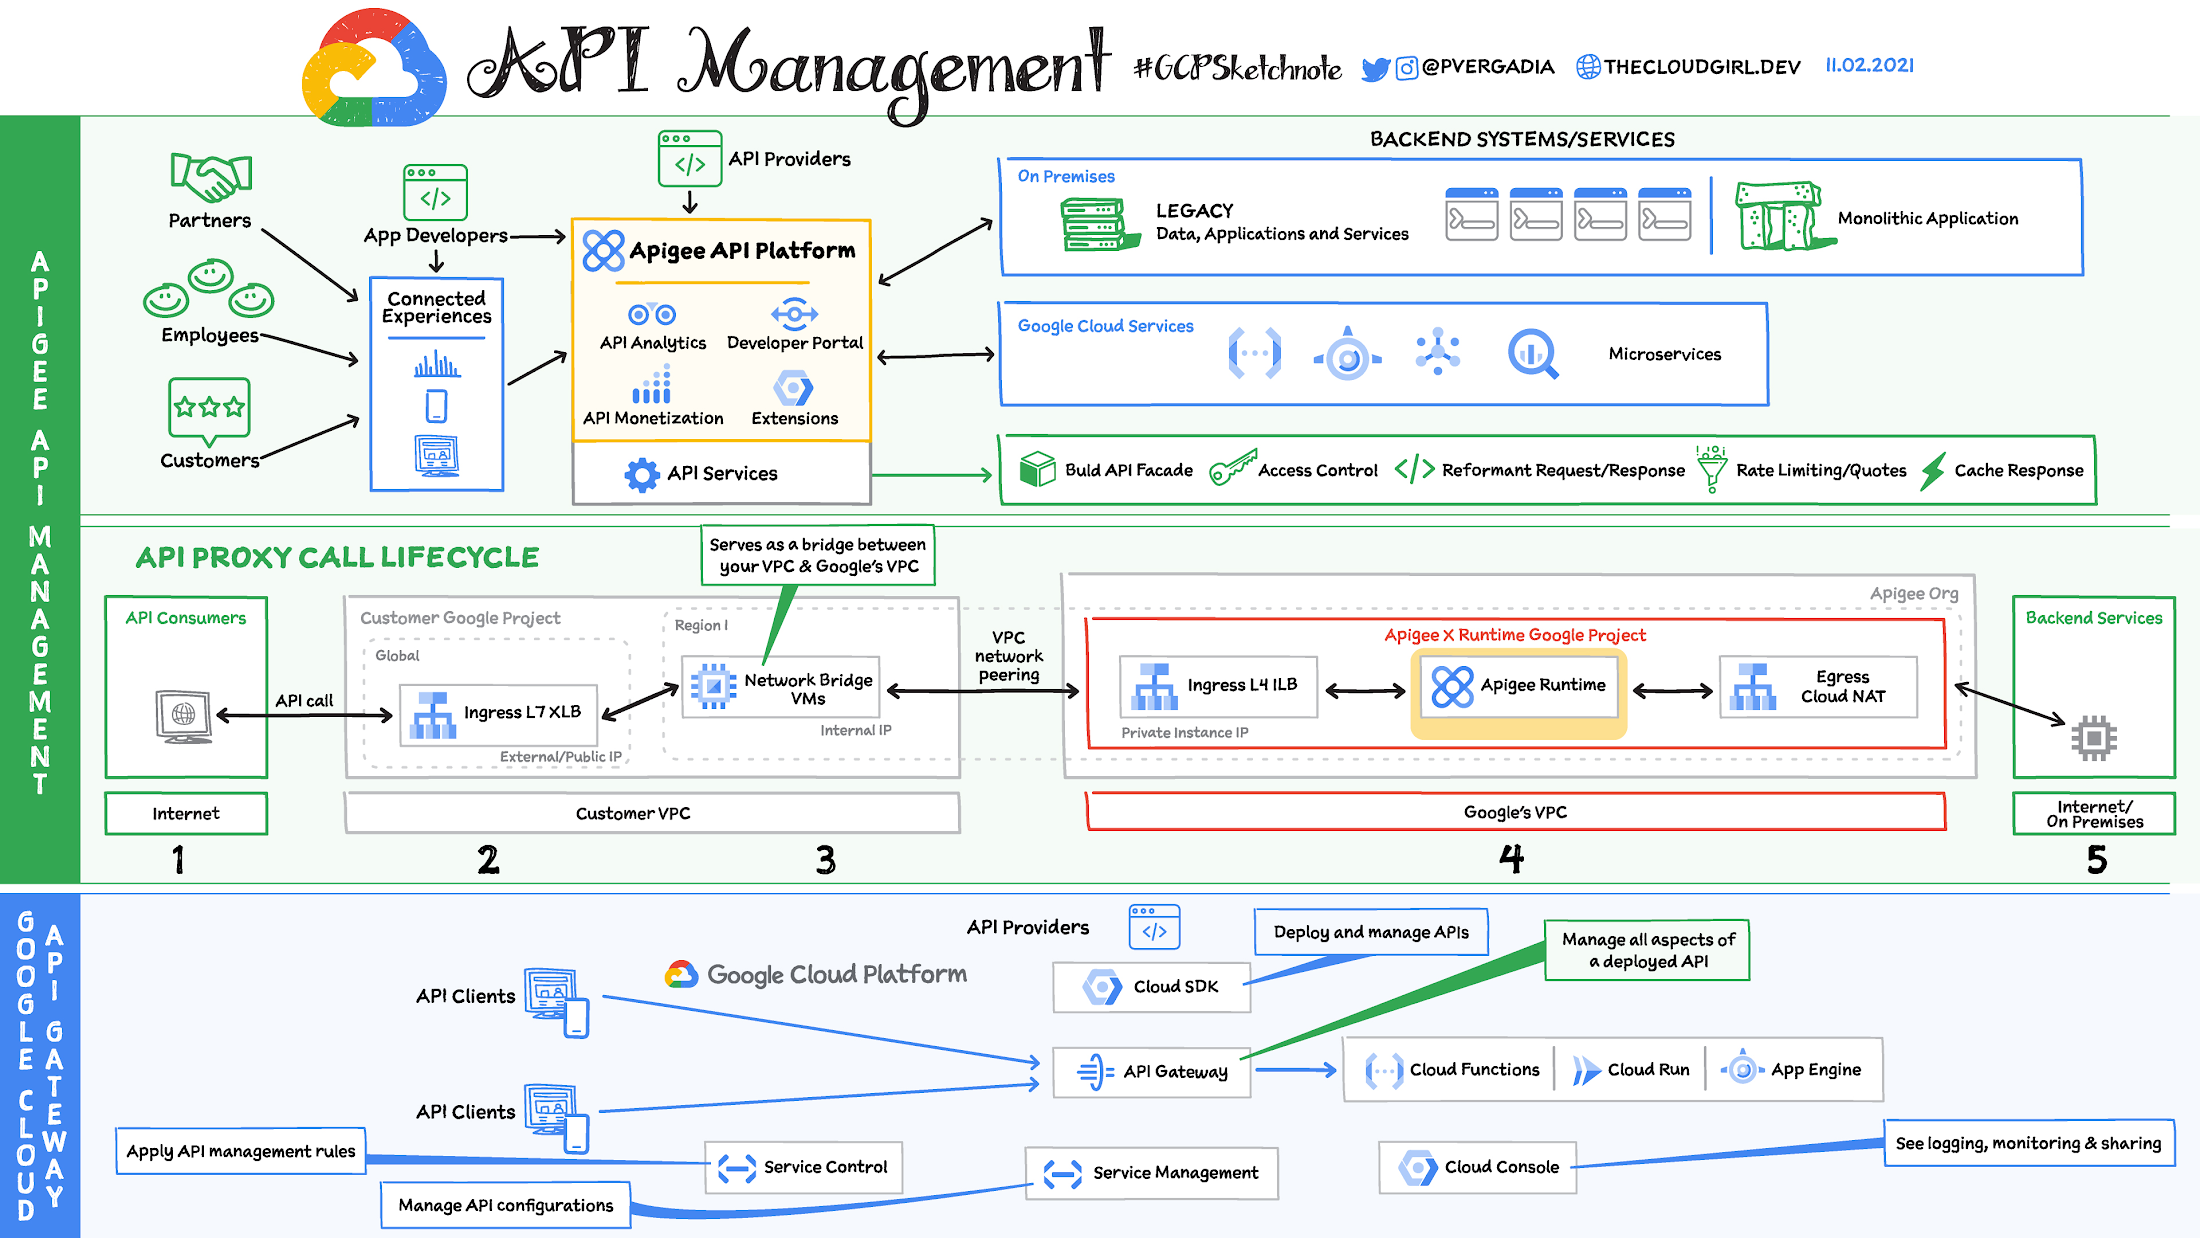 API Management #GCPSketchnote @PVERGADIA THECLOUDGIRL.DEV 11.02.2021
APIGEE API MANAGEMENT
Partners
Employees
Customers
App Developers
Connected
Experiences
API Providers
Apigee API Platform
API Analytics
Developer Portal
API Monetization
Extensions
API Services
BACKEND SYSTEMS/SERVICES
On Premises
LEGACY
Data, Applications and Services
Monolithic Application
Google Cloud Services
Microservices
Buld API Facade
Access Control
Reformant Request/Response
Rate Limiting/Quotes
Cache Response
API PROXY CALL LIFECYCLE
Serves as a bridge between
your VPC & Google's VPC
API Consumers
API call
Customer Google Project
Global
Ingress L7 XLB
External/Public IP
Region I
Network Bridge
VMs
Internal IP
VPC
network
peering
Apigee Org
Apigee X Runtime Google Project
Ingress L4 ILB
Private Instance IP
Apigee Runtime
Egress
Cloud NAT
Backend Services
Internet
Customer VPC
Google's VPC
Internet/
On Premises
1
2
3
4
5
GOOGLE CLOUD
API GATEWAY
API Providers
Deploy and manage APIs
Manage all aspects of
a deployed API
Google Cloud Platform
API Clients
Cloud SDK
API Gateway
Cloud Functions
Cloud Run
App Engine
API Clients
Apply API management rules
Service Control
Service Management
Cloud Console
See logging, monitoring & sharing
Manage API configurations